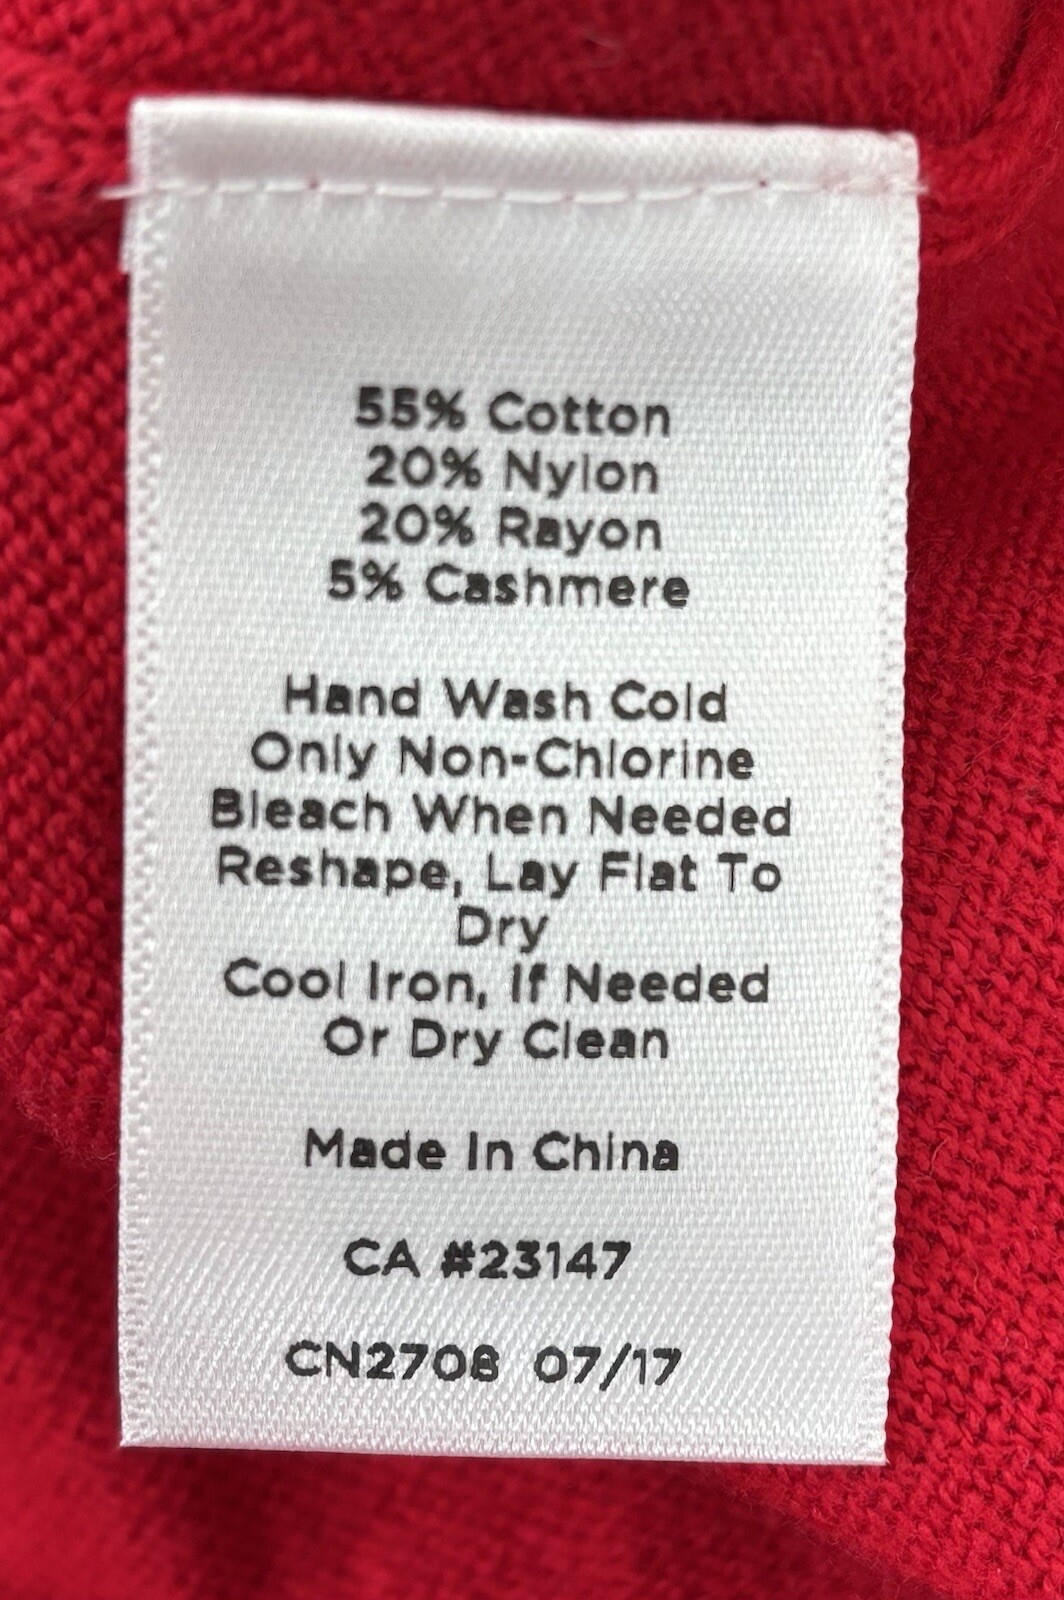 55% Cotton
20% Nylon
20% Rayon
5% Cashmere
Hand Wash Cold
Only Non-Chlorine
Bleach When Needed
Reshape, Lay Flat To
Dry
Cool Iron, If Needed
Or Dry Clean
Made In China
CA #23147
CN2708 07/17